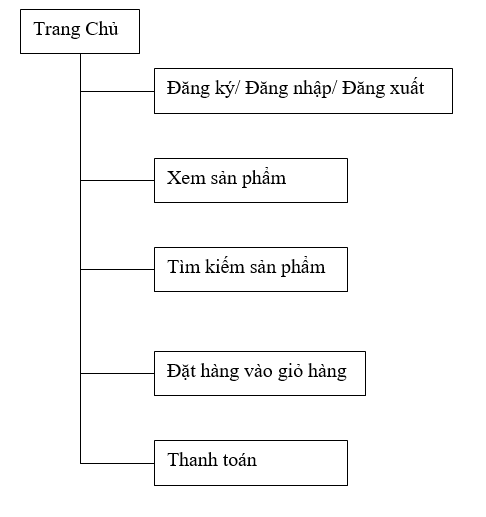 Trang Chủ
Đăng ký/ Đăng nhập/ Đăng xuất
Xem sản phẩm
Tìm kiếm sản phẩm
Đặt hàng vào giỏ hàng
Thanh toán